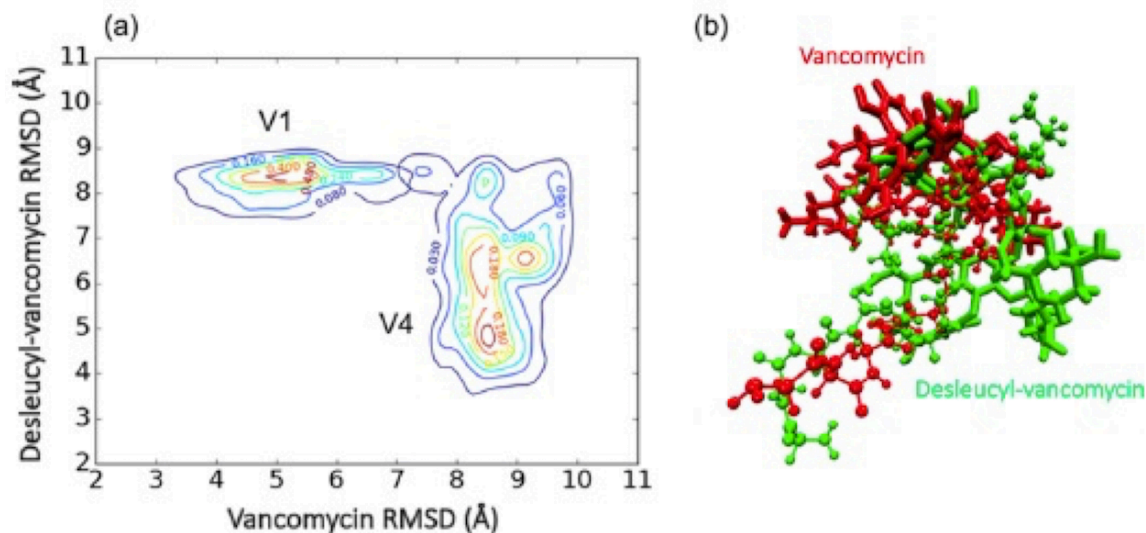 (a)
Desleucyl-vancomycin RMSD (Å)
11
10
9
8
7
6
5
4
3
2
V1
0.160
0.400
0.080
0.060
0.030
0.090
0.180
0.160
V4
2 3 4 5 6 7 8 9 10 11
Vancomycin RMSD (Å)
(b)
Vancomycin
Desleucyl-vancomycin